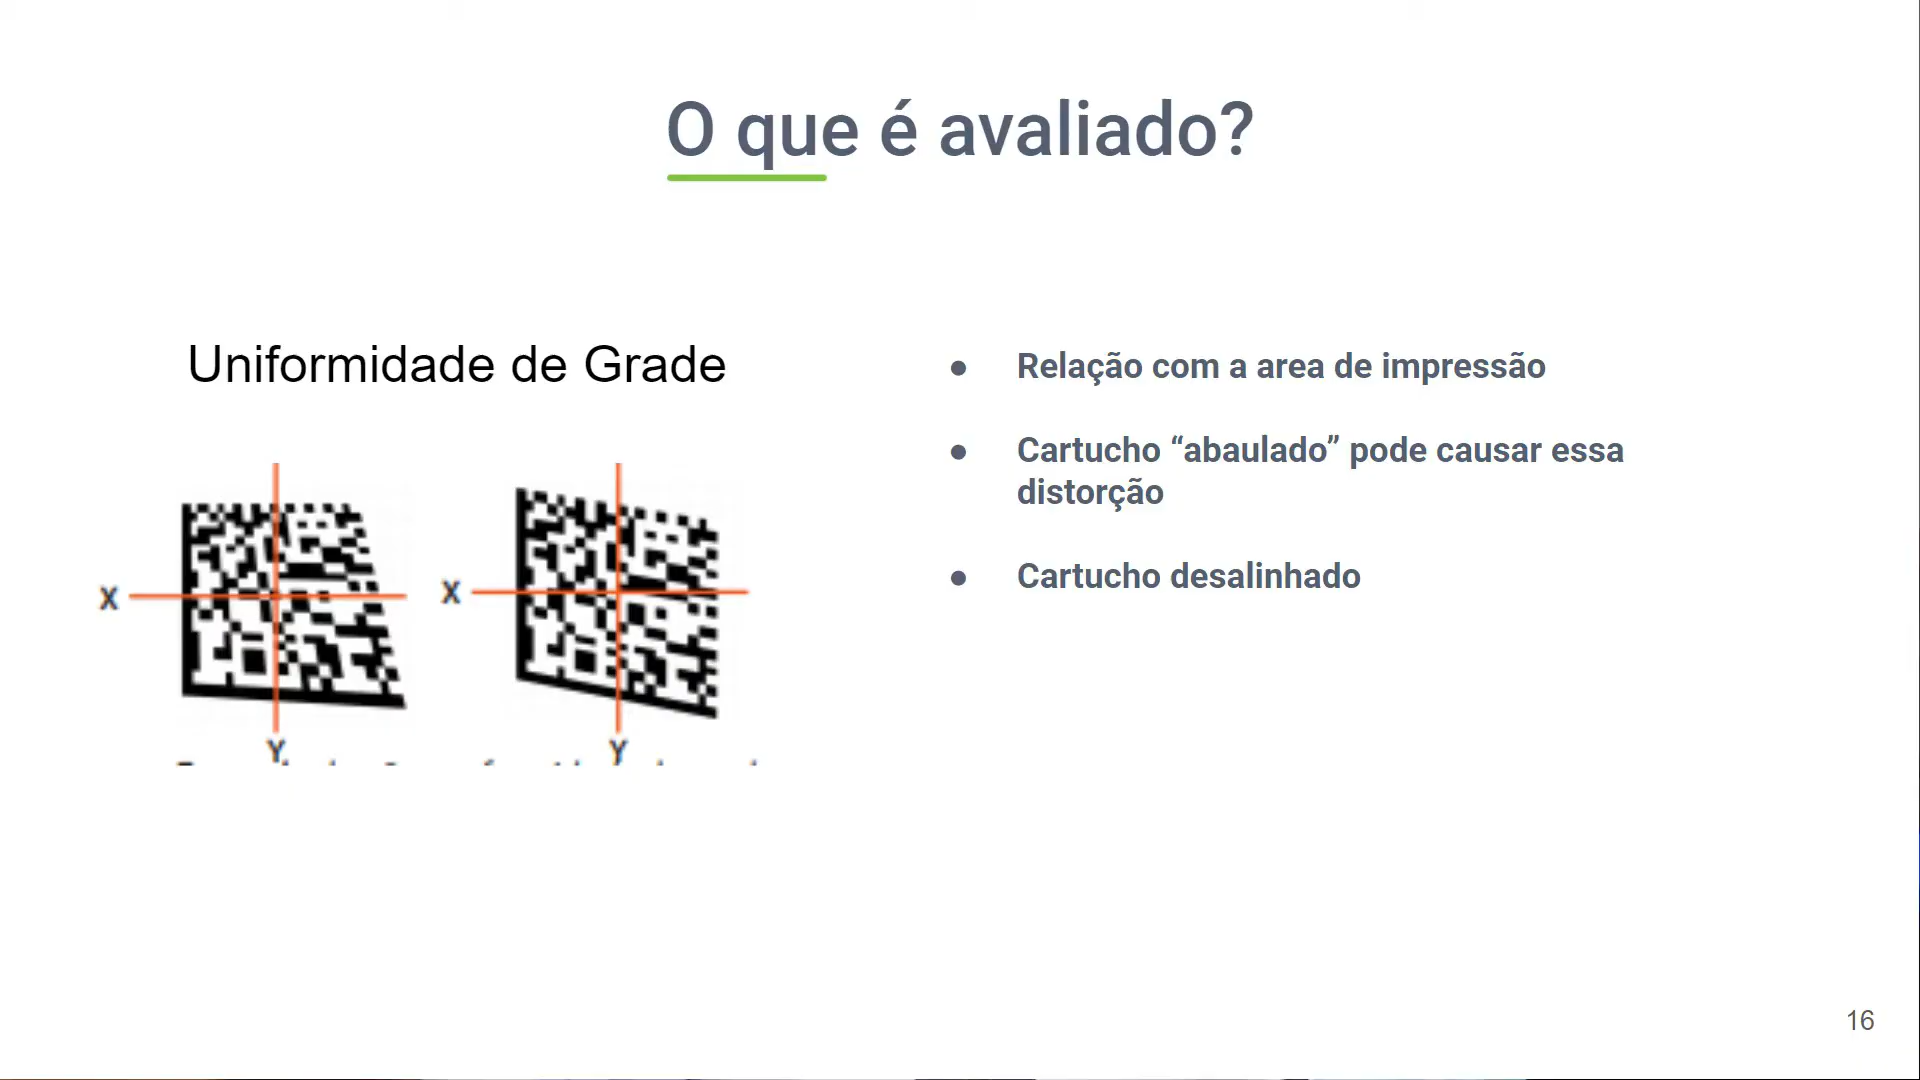 O que é avaliado?
Uniformidade de Grade
X
Y
X
Y
● Relação com a area de impressão
● Cartucho “abaulado” pode causar essa
distorção
● Cartucho desalinhado
16